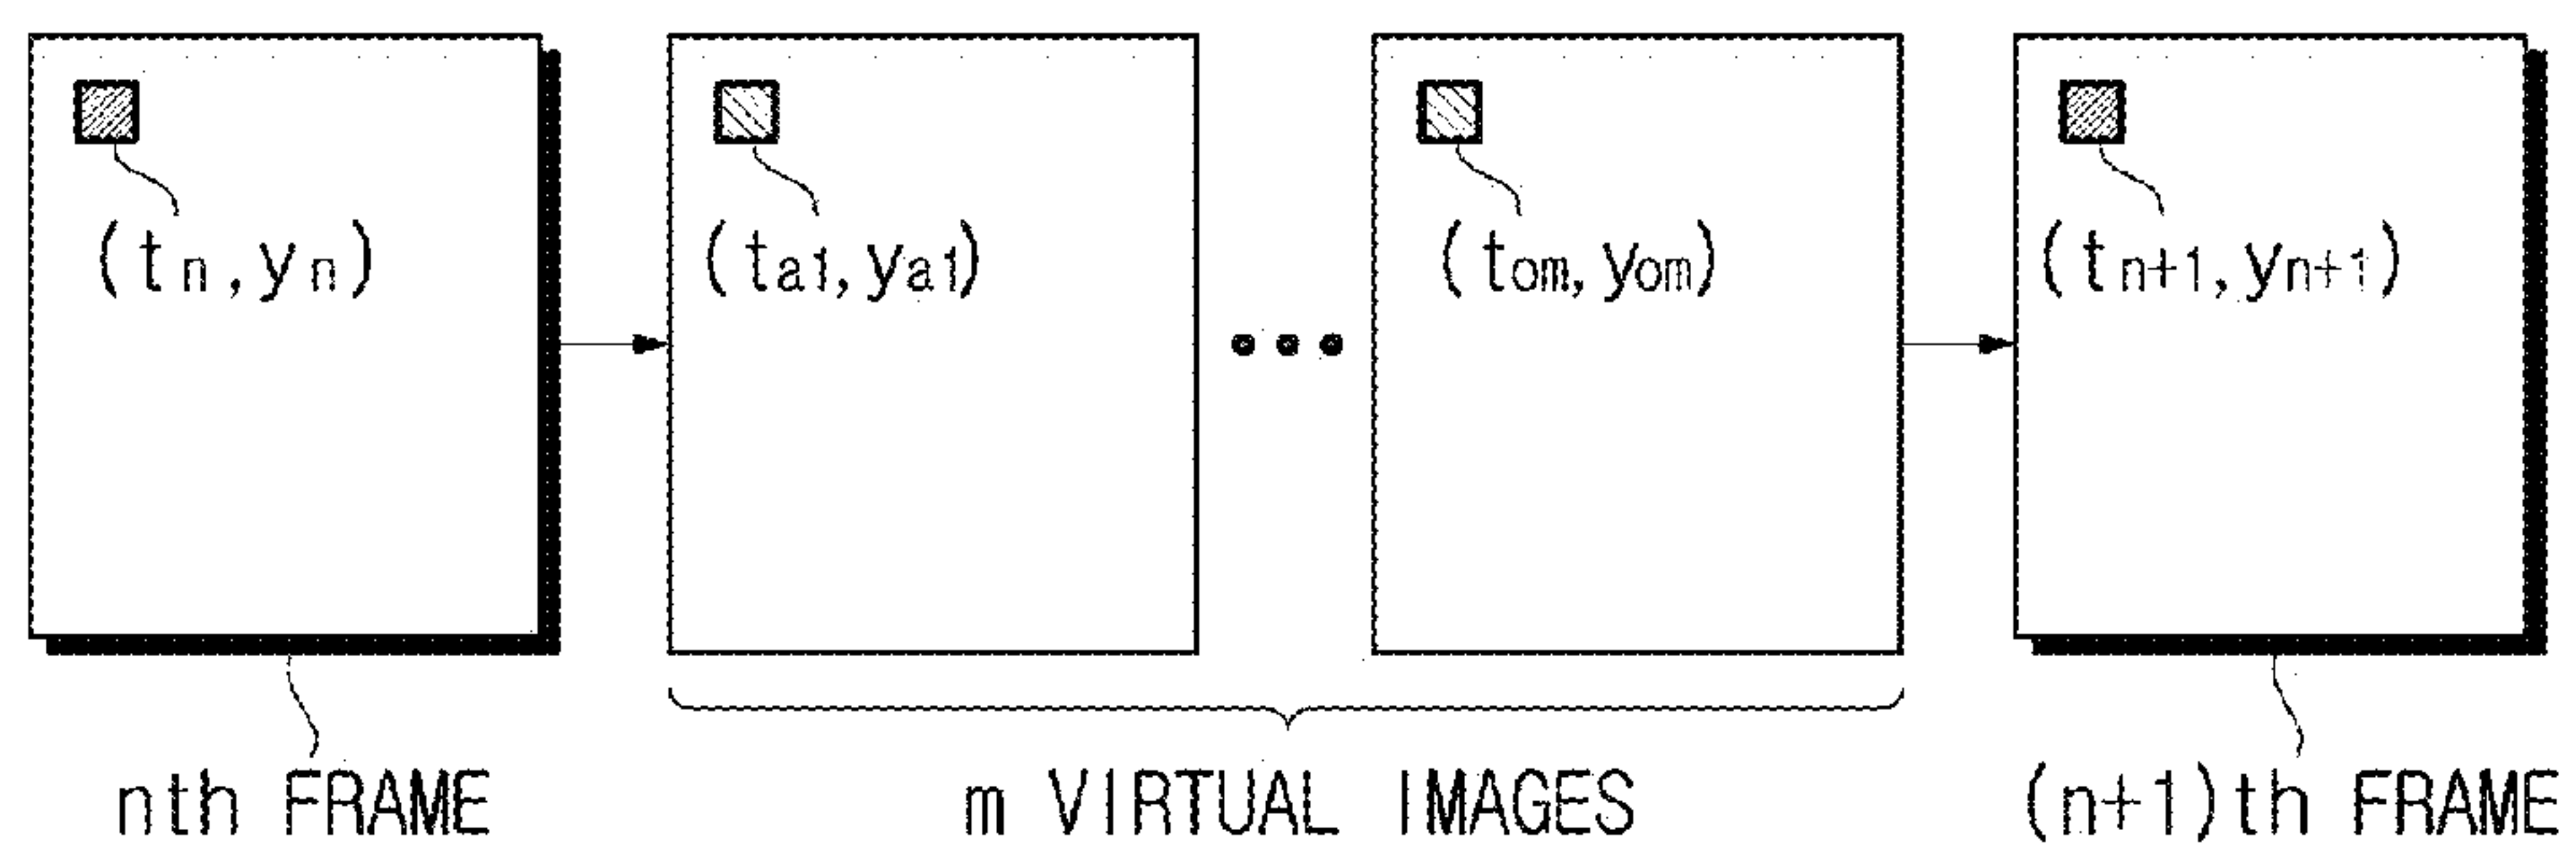 (tn,yn)
(ta1,ya1)
(tom,yom)
(tn+1,yn+1)
nth FRAME
m VIRTUAL IMAGES
(n+1)th FRAME